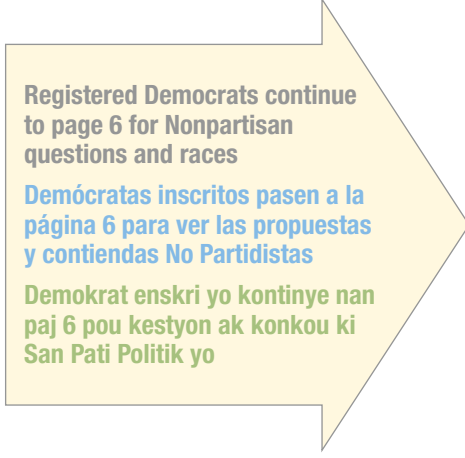 Registered Democrats continue
to page 6 for Nonpartisan
questions and races
Demócratas inscritos pasen a la
página 6 para ver las propuestas
y contiendas No Partidistas
Demokrat enskri yo kontinye nan
paj 6 pou kestyon ak konkou ki
San Pati Politik yo